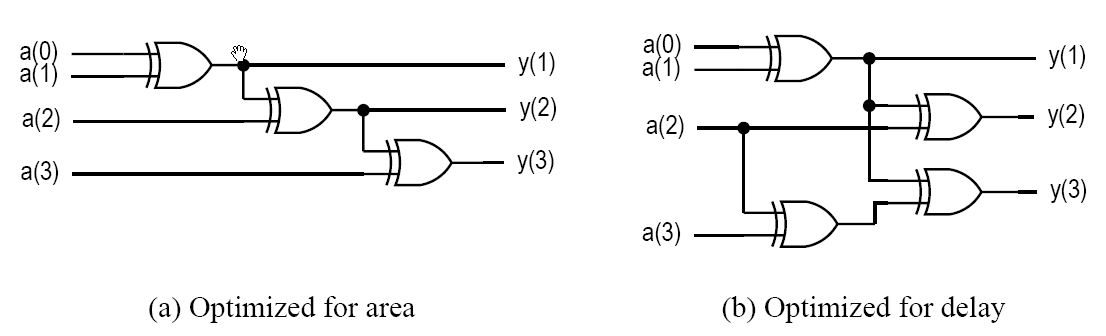 a(0)
a(1)
a(2)
a(3)
y(1)
y(2)
y(3)
(a) Optimized for area
a(0)
a(1)
a(2)
a(3)
y(1)
y(2)
y(3)
(b) Optimized for delay